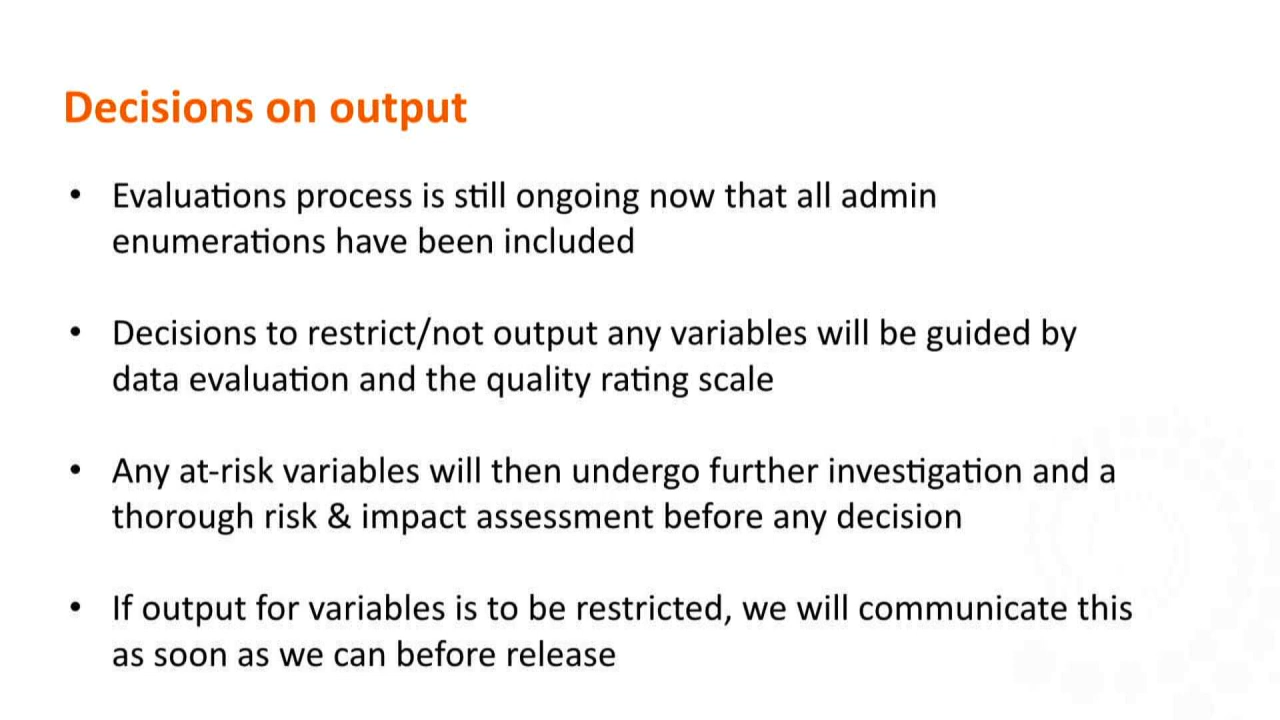 Decisions on output
• Evaluations process is still ongoing now that all admin
enumerations have been included
• Decisions to restrict/not output any variables will be guided by
data evaluation and the quality rating scale
• Any at-risk variables will then undergo further investigation and a
thorough risk & impact assessment before any decision
• If output for variables is to be restricted, we will communicate this
as soon as we can before release